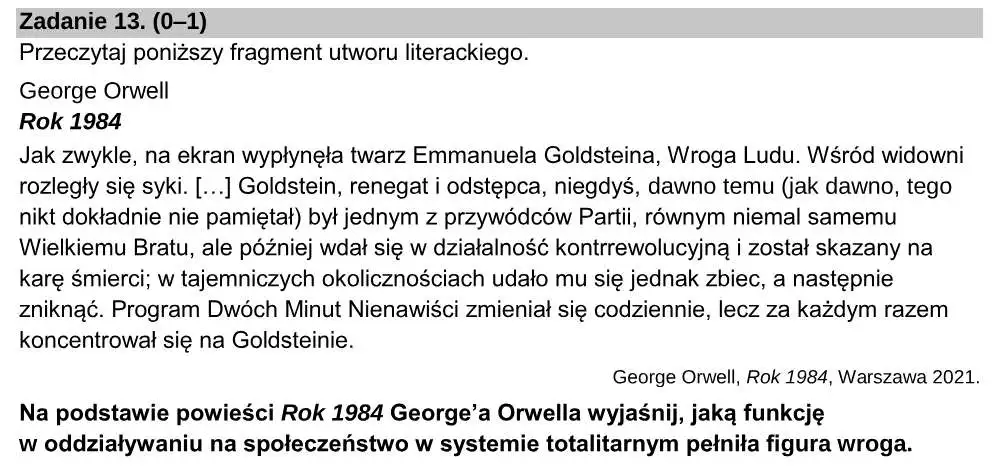 Zadanie 13. (0–1)
Przeczytaj poniższy fragment utworu literackiego.
George Orwell
Rok 1984
Jak zwykle, na ekran wypłynęła twarz Emmanuela Goldsteina, Wroga Ludu. Wśród widowni
rozległy się syki. […] Goldstein, renegat i odstępca, niegdyś, dawno temu (jak dawno, tego
nikt dokładnie nie pamiętał) był jednym z przywódców Partii, równym niemal samemu
Wielkiemu Bratu, ale później wdał się w działalność kontrrewolucyjną i został skazany na
karę śmierci; w tajemniczych okolicznościach udało mu się jednak zbiec, a następnie
zniknąć. Program Dwóch Minut Nienawiści zmieniał się codziennie, lecz za każdym razem
koncentrował się na Goldsteinie.
George Orwell, Rok 1984, Warszawa 2021.
Na podstawie powieści Rok 1984 George’a Orwella wyjaśnij, jaką funkcję
w oddziaływaniu na społeczeństwo w systemie totalitarnym pełniła figura wroga.